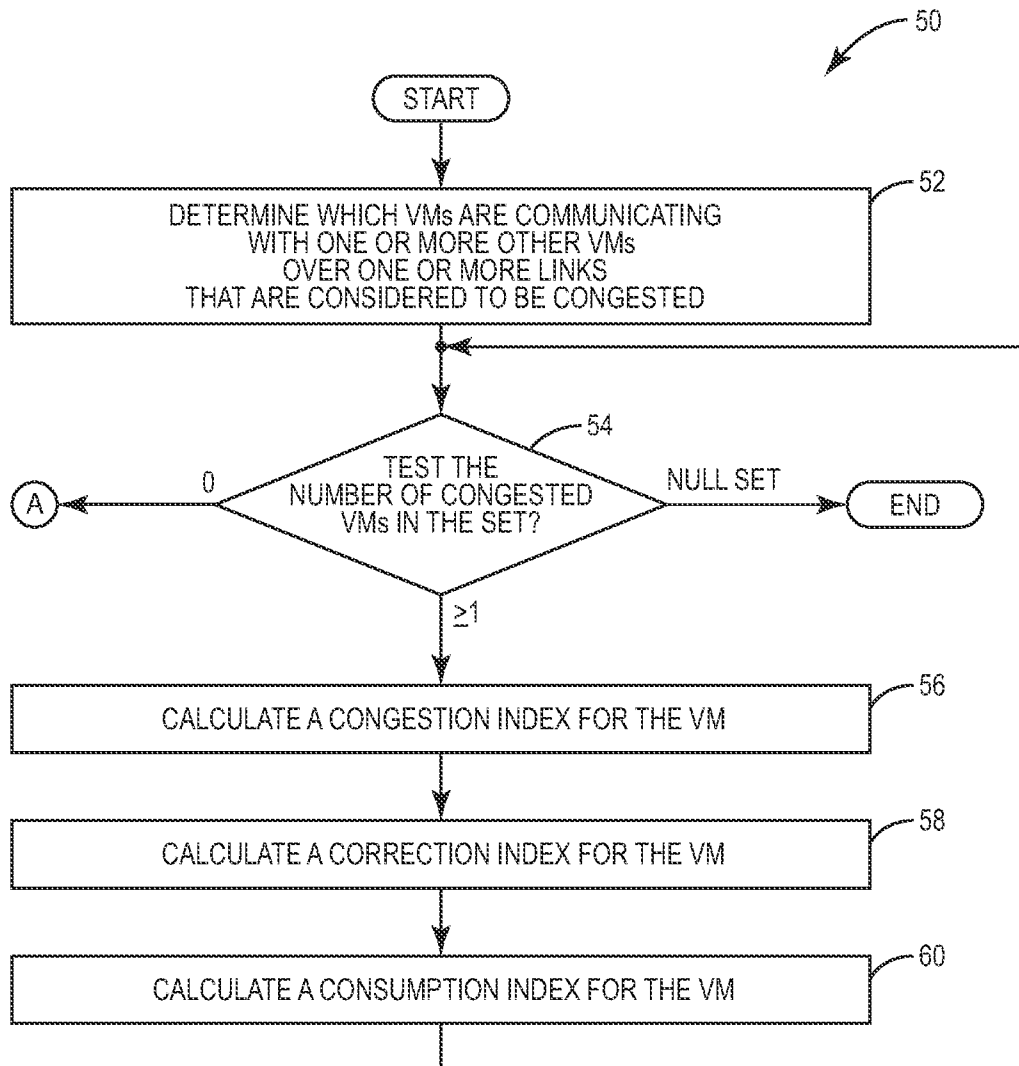 50
START
52
DETERMINE WHICH VMs ARE COMMUNICATING
WITH ONE OR MORE OTHER VMs
OVER ONE OR MORE LINKS
THAT ARE CONSIDERED TO BE CONGESTED
54
0
TEST THE
NUMBER OF CONGESTED
VMs IN THE SET?
NULL SET
A
END
≥1
56
CALCULATE A CONGESTION INDEX FOR THE VM
58
CALCULATE A CORRECTION INDEX FOR THE VM
60
CALCULATE A CONSUMPTION INDEX FOR THE VM